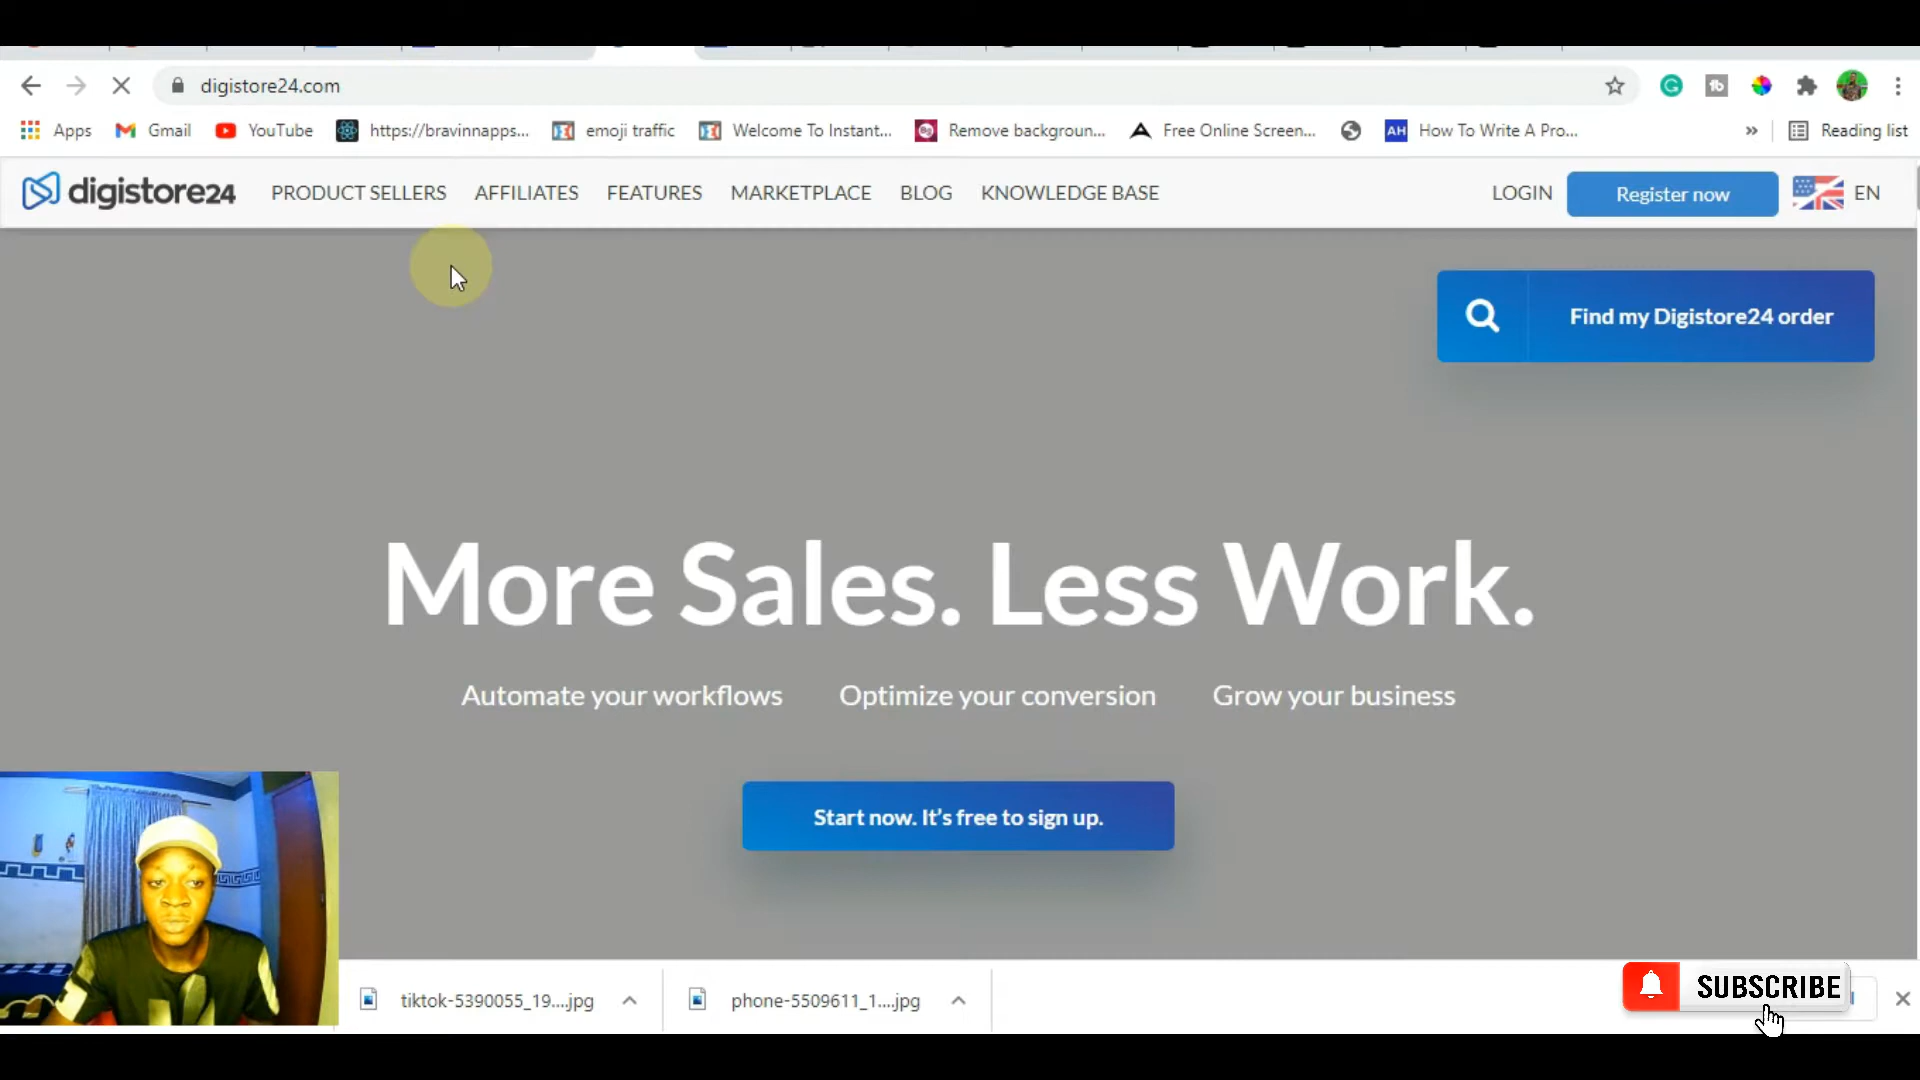 digistore24.com
Apps
Gmail
YouTube
https://bravinnapps...
emoji traffic
Welcome To Instant...
Remove backgroun...
Free Online Screen...
AH
How To Write A Pro...
»
Reading list
digistore24
PRODUCT SELLERS
AFFILIATES
FEATURES
MARKETPLACE
BLOG
KNOWLEDGE BASE
LOGIN
Register now
EN
Find my Digistore24 order
More Sales. Less Work.
Automate your workflows
Optimize your conversion
Grow your business
Start now. It's free to sign up.
tiktok-5390055_19....jpg
phone-5509611_1....jpg
SUBSCRIBE